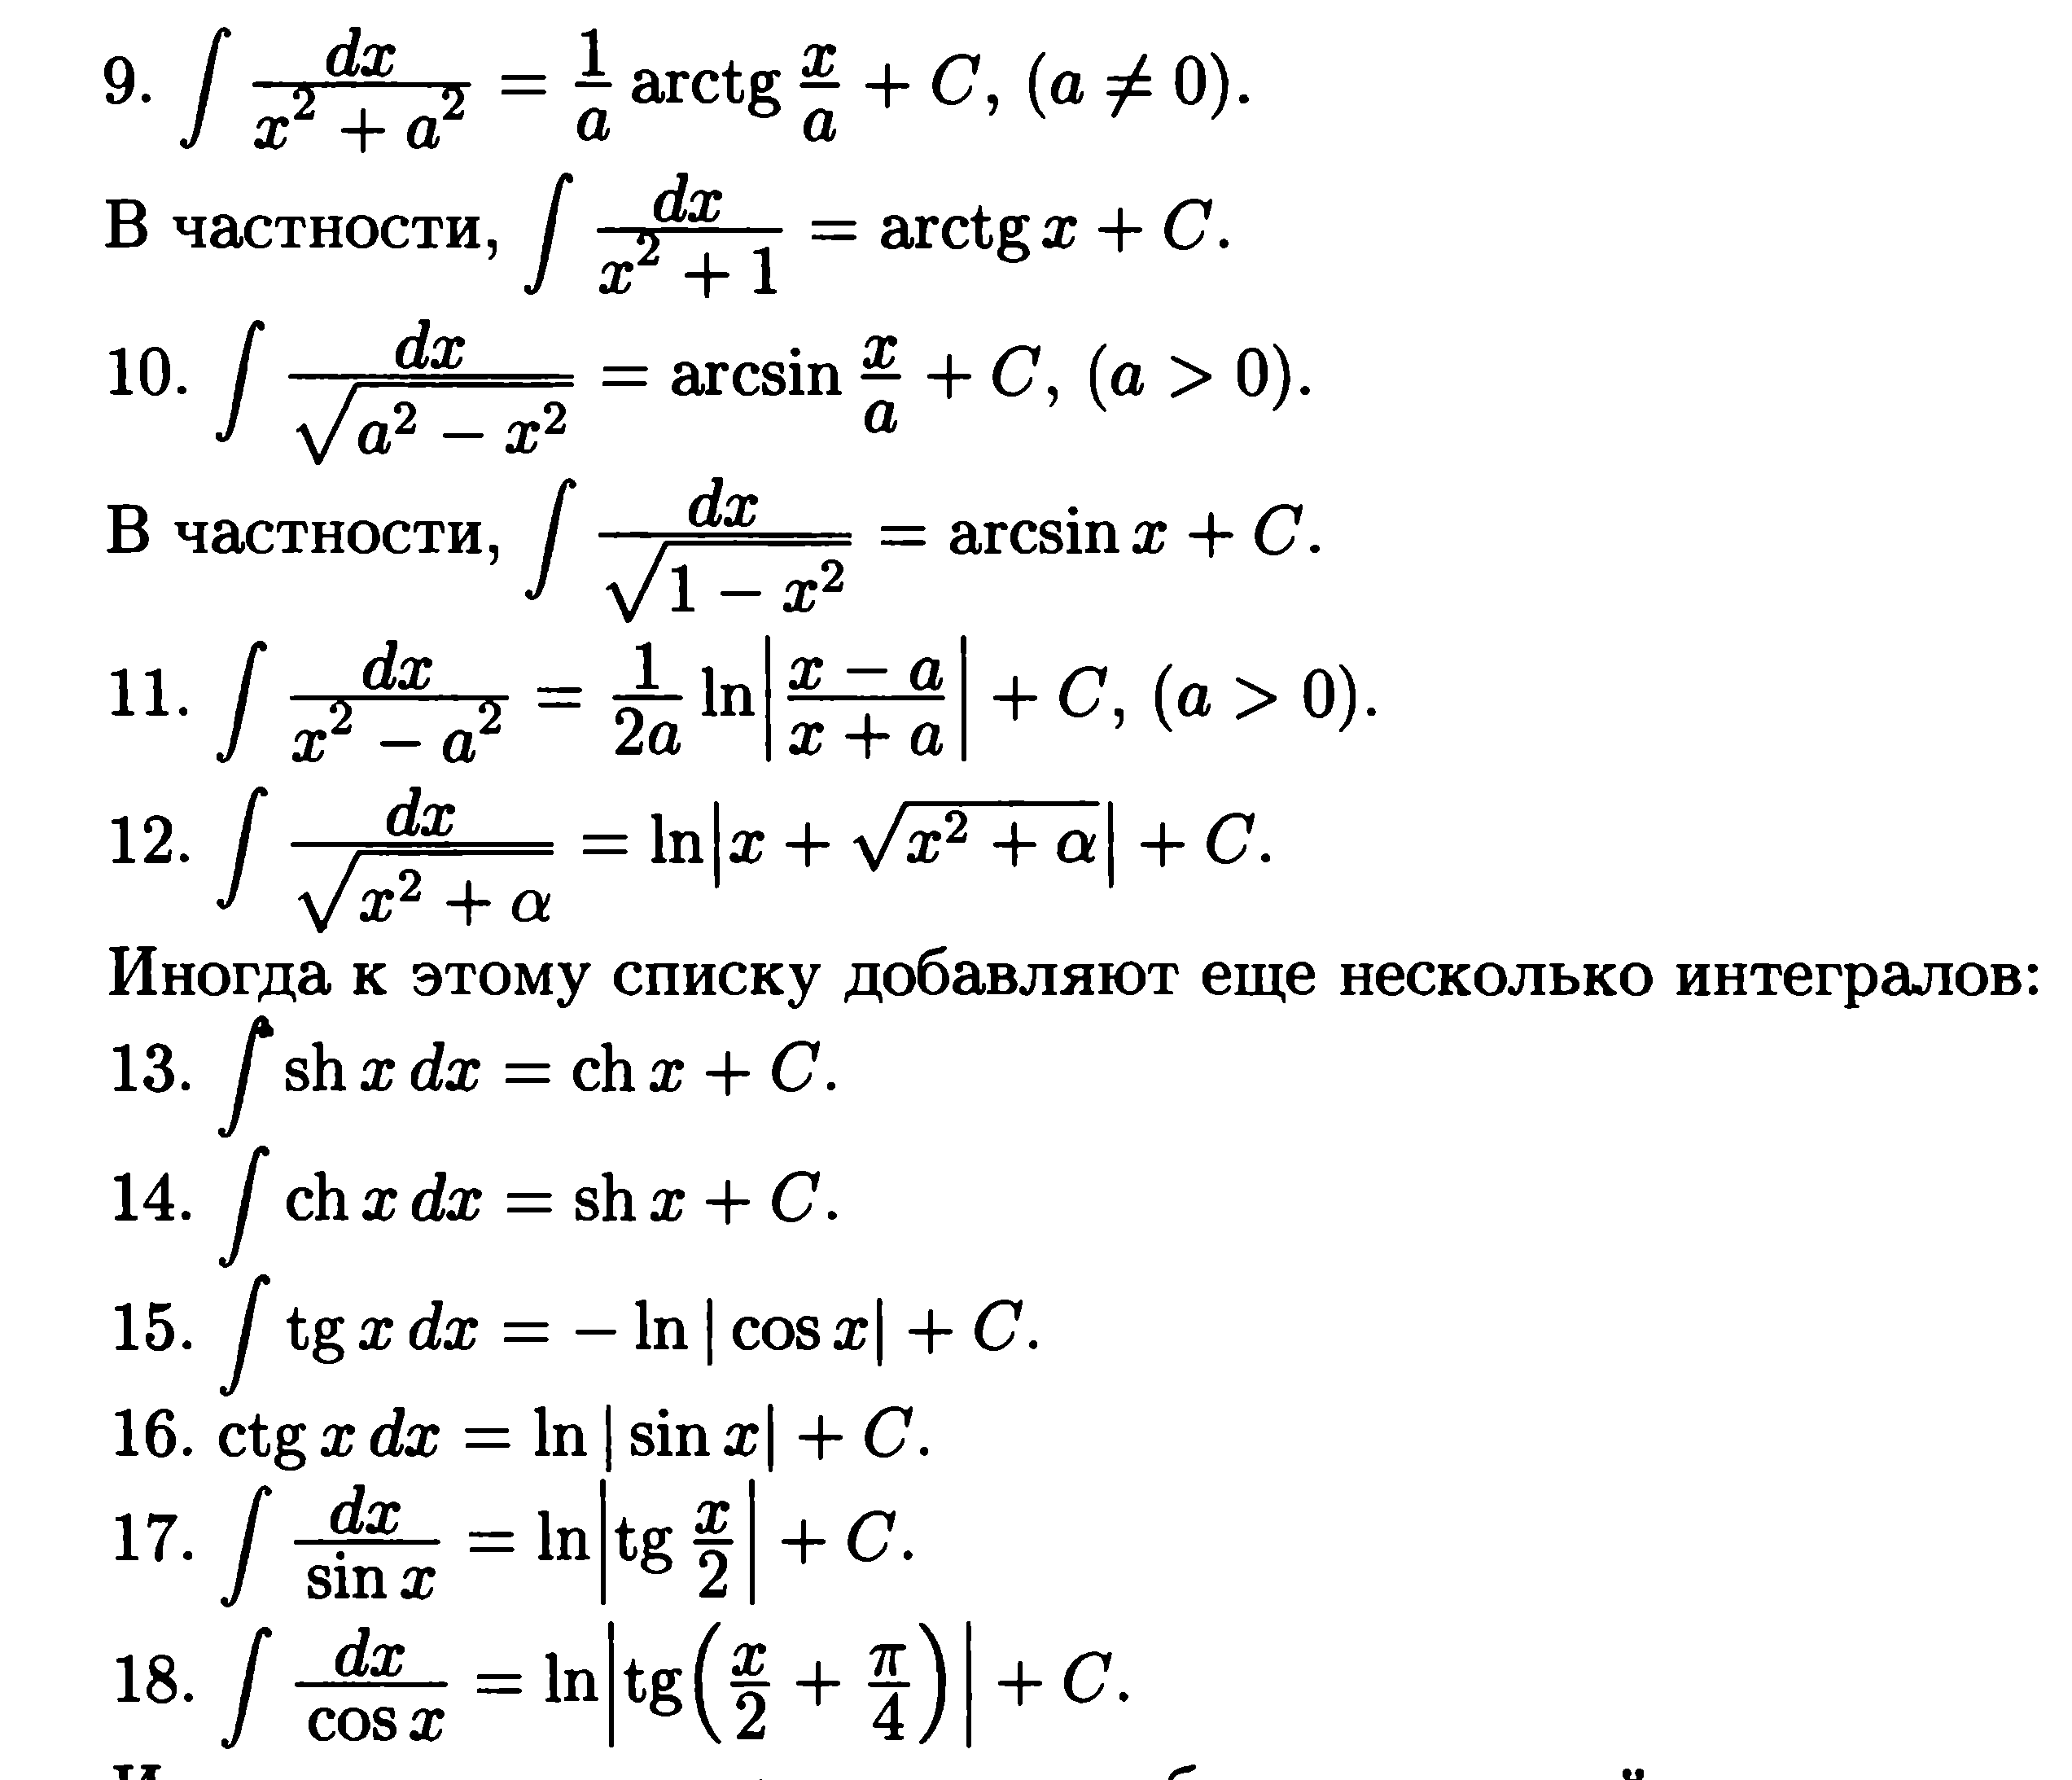 9. ∫ dx/(x² + a²) = 1/a arctg x/a + C, (a ≠ 0).
В частности, ∫ dx/(x² + 1) = arctg x + C.
10. ∫ dx/√(a² − x²) = arcsin x/a + C, (a > 0).
В частности, ∫ dx/√(1 − x²) = arcsin x + C.
11. ∫ dx/(x² − a²) = 1/(2a) ln|(x − a)/(x + a)| + C, (a > 0).
12. ∫ dx/√(x² + α) = ln|x + √(x² + α)| + C.
Иногда к этому списку добавляют еще несколько интегралов:
13. ∫ sh x dx = ch x + C.
14. ∫ ch x dx = sh x + C.
15. ∫ tg x dx = − ln | cos x| + C.
16. ctg x dx = ln | sin x| + C.
17. ∫ dx/sin x = ln|tg x/2| + C.
18. ∫ dx/cos x = ln|tg(x/2 + π/4)| + C.